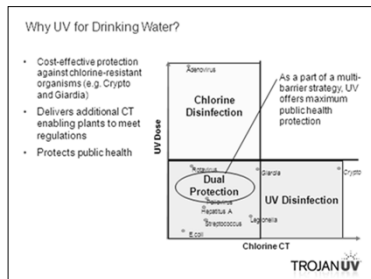 Why UV for Drinking Water?
• Cost-effective protection
against chlorine-resistant
organisms (e.g. Crypto
and Giardia)
• Delivers additional CT
enabling plants to meet
regulations
• Protects public health
UV Dose
Adenovirus
Chlorine
Disinfection
As a part of a multi-
barrier strategy, UV
offers maximum
public health
protection
Rotavirus
Giardia
Crypto
Dual
Protection
UV Disinfection
Poliovirus
Hepatitus A
Streptococcus
Legionella
E.coli
Chlorine CT
TROJANUV